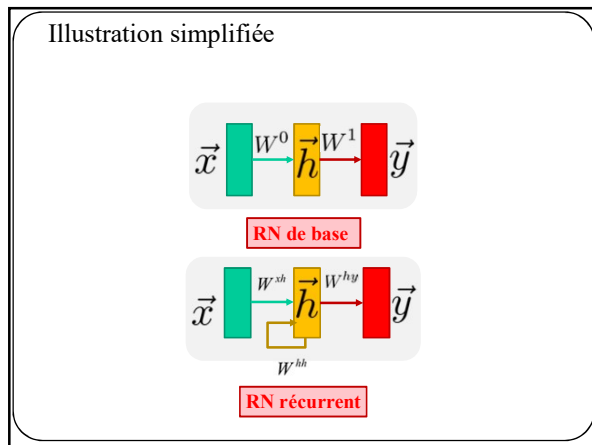 Illustration simplifiée
W⁰ W¹
x⃗ h⃗ y⃗
RN de base
Wˣʰ Wʰʸ
x⃗ h⃗ y⃗
Wʰʰ
RN récurrent